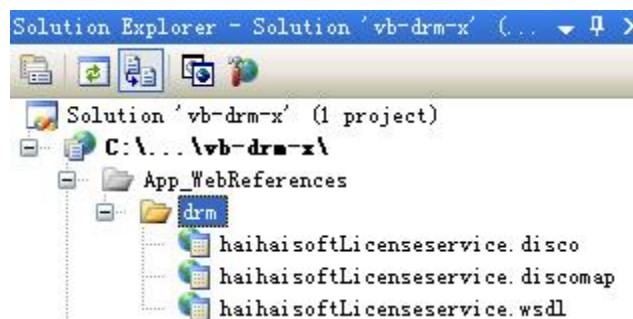 Solution Explorer - Solution 'vb-drm-x' (...
Solution 'vb-drm-x' (1 project)
C:\...\vb-drm-x\
App_WebReferences
drm
haihaisoftLicenseservice.disco
haihaisoftLicenseservice.discomap
haihaisoftLicenseservice.wsdl